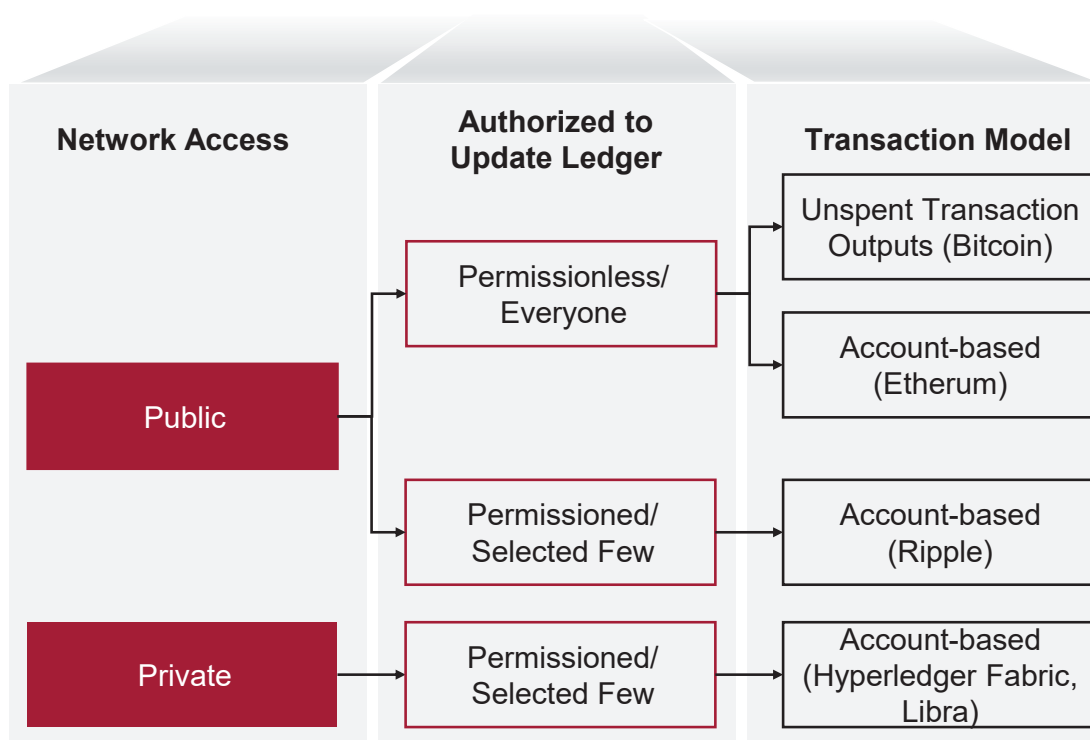 Network Access
Authorized to
Update Ledger
Transaction Model
Unspent Transaction
Outputs (Bitcoin)
Permissionless/
Everyone
Account-based
(Etherum)
Public
Permissioned/
Selected Few
Account-based
(Ripple)
Private
Permissioned/
Selected Few
Account-based
(Hyperledger Fabric,
Libra)